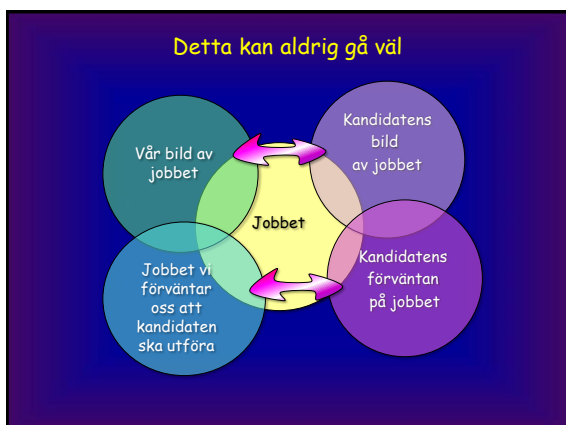 Detta kan aldrig gå väl
Vår bild av
jobbet
Kandidatens
bild
av jobbet
Jobbet
Jobbet vi
förväntar
oss att
kandidaten
ska utföra
Kandidatens
förväntan
på jobbet